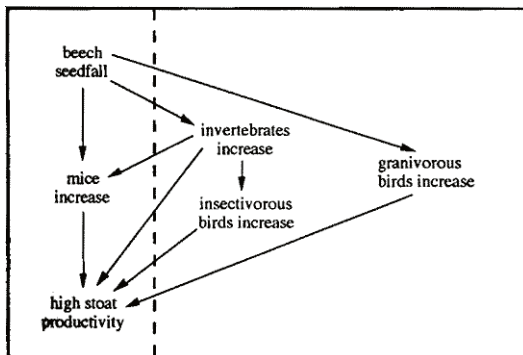 beech
seedfall
invertebrates
increase
granivorous
birds increase
mice
increase
insectivorous
birds increase
high stoat
productivity